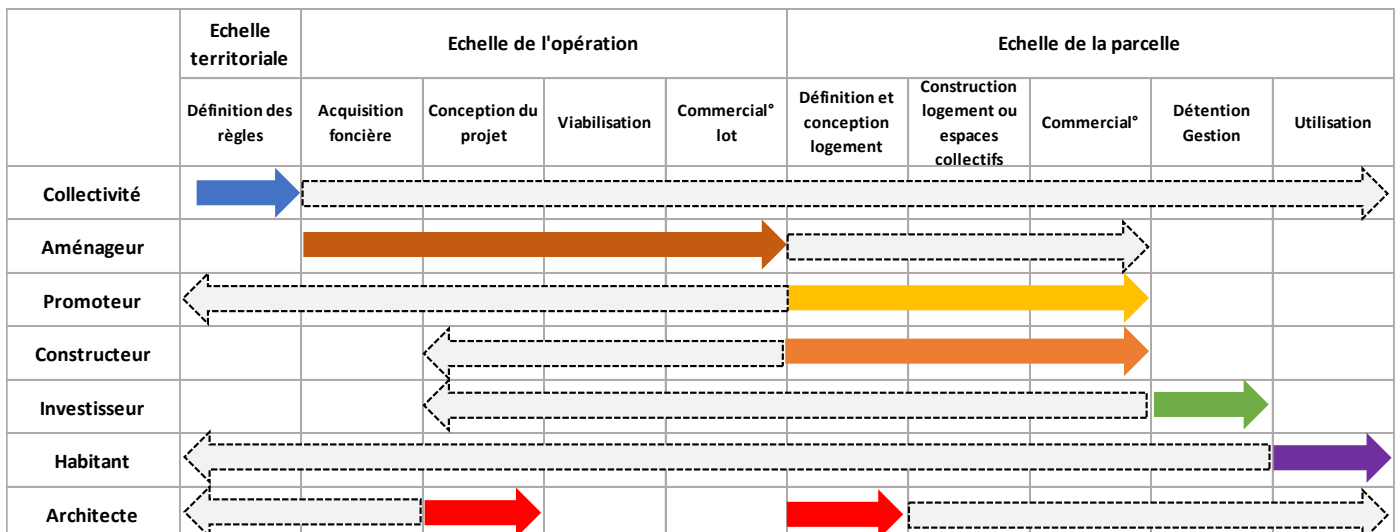 Echelle
territoriale
Echelle de l'opération
Echelle de la parcelle
Définition des
règles
Acquisition
foncière
Conception du
projet
Viabilisation
Commercial°
lot
Définition et
conception
logement
Construction
logement ou
espaces
collectifs
Commercial°
Détention
Gestion
Utilisation
Collectivité
Aménageur
Promoteur
Constructeur
Investisseur
Habitant
Architecte